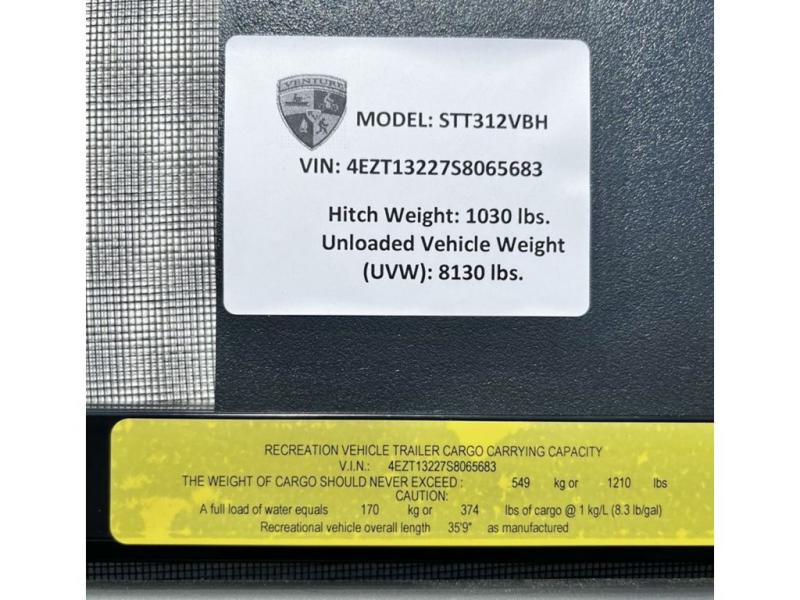 VENTURE
MODEL: STT312VBH
VIN: 4EZT13227S8065683
Hitch Weight: 1030 lbs.
Unloaded Vehicle Weight
(UVW): 8130 lbs.
RECREATION VEHICLE TRAILER CARGO CARRYING CAPACITY
V.I.N.: 4EZT13227S8065683
THE WEIGHT OF CARGO SHOULD NEVER EXCEED : 549 kg or 1210 lbs
CAUTION:
A full load of water equals 170 kg or 374 lbs of cargo @ 1 kg/L (8.3 lb/gal)
Recreational vehicle overall length 35'9" as manufactured